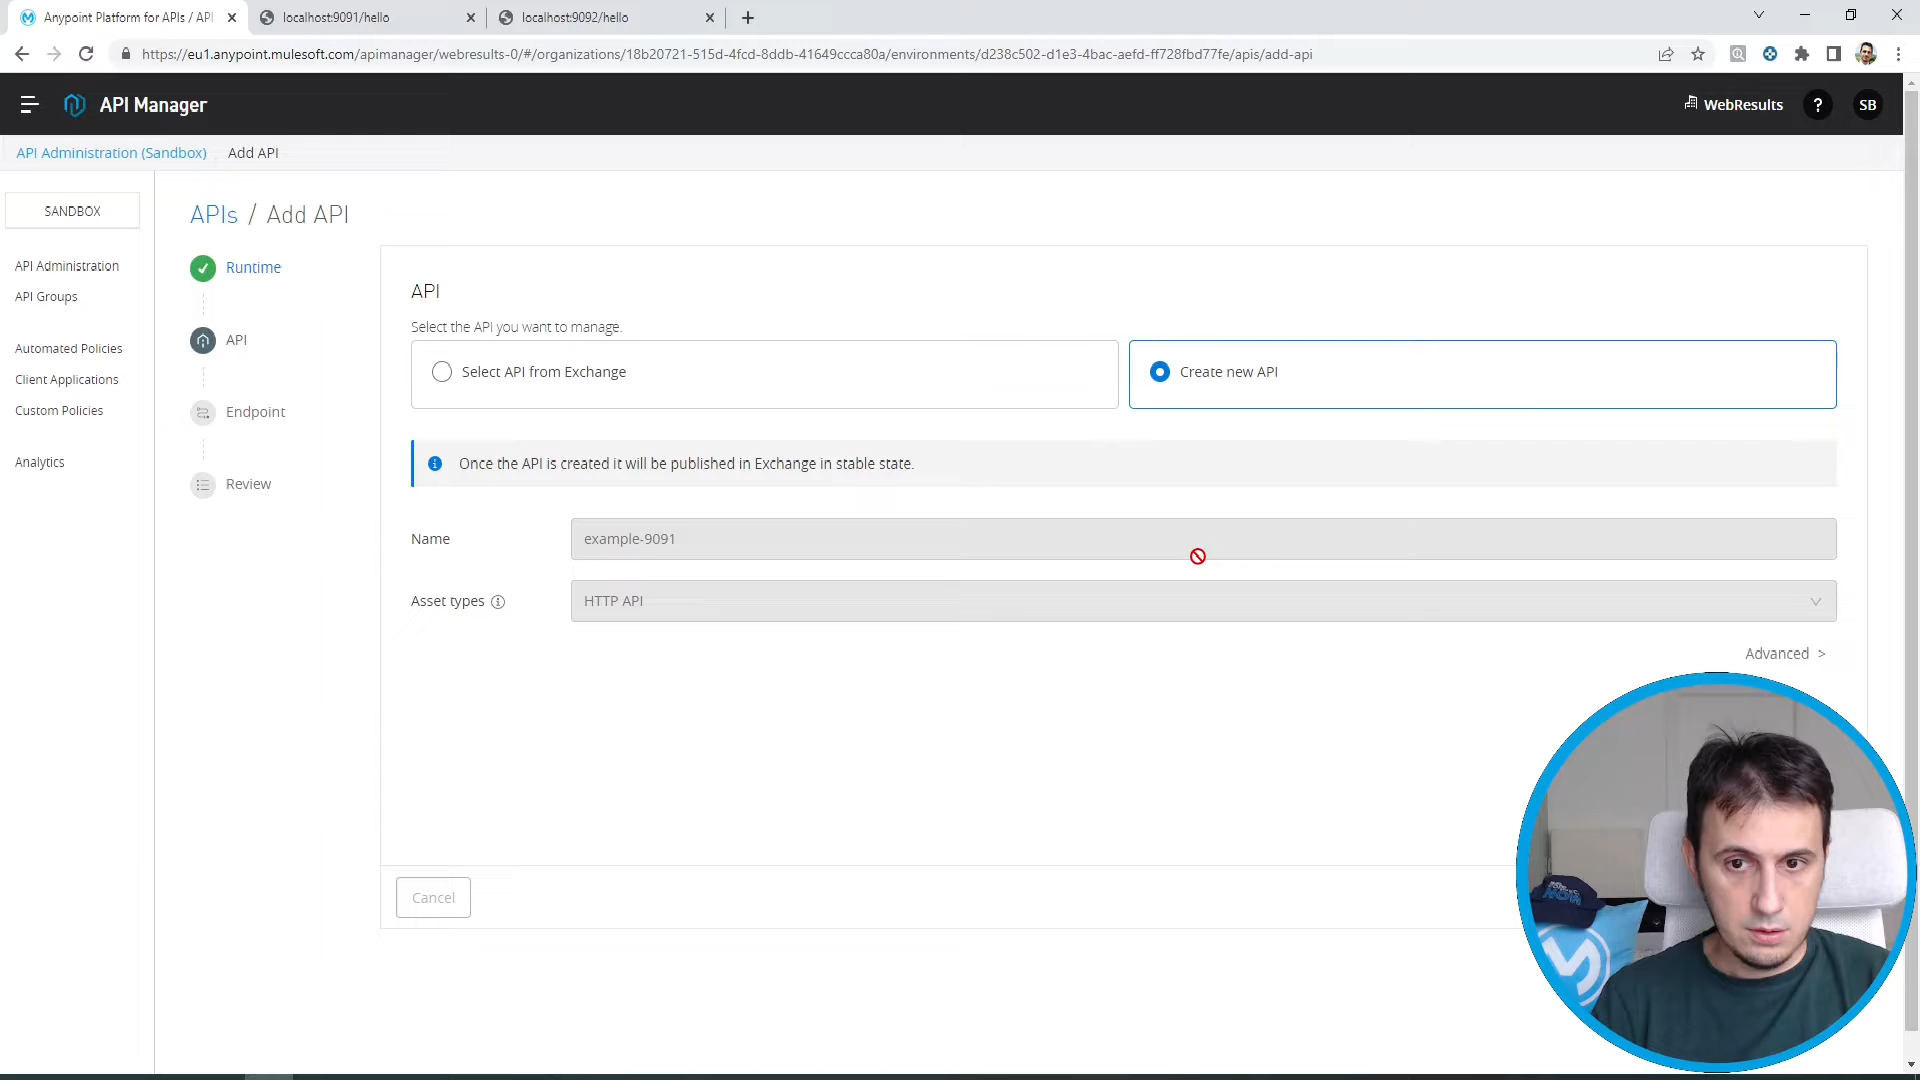 Anypoint Platform for APIs / API
localhost:9091/hello
localhost:9092/hello
https://eu1.anypoint.mulesoft.com/apimanager/webresults-0/#/organizations/18b20721-515d-4fcd-8ddb-41649ccca80a/environments/d238c502-d1e3-4bac-aefd-ff728fbd77fe/apis/add-api
API Manager
WebResults
?
SB
API Administration (Sandbox)
Add API
SANDBOX
API Administration
API Groups
Automated Policies
Client Applications
Custom Policies
Analytics
APIs / Add API
Runtime
API
Endpoint
Review
API
Select the API you want to manage.
Select API from Exchange
Create new API
Once the API is created it will be published in Exchange in stable state.
Name
example-9091
Asset types
HTTP API
Advanced >
Cancel